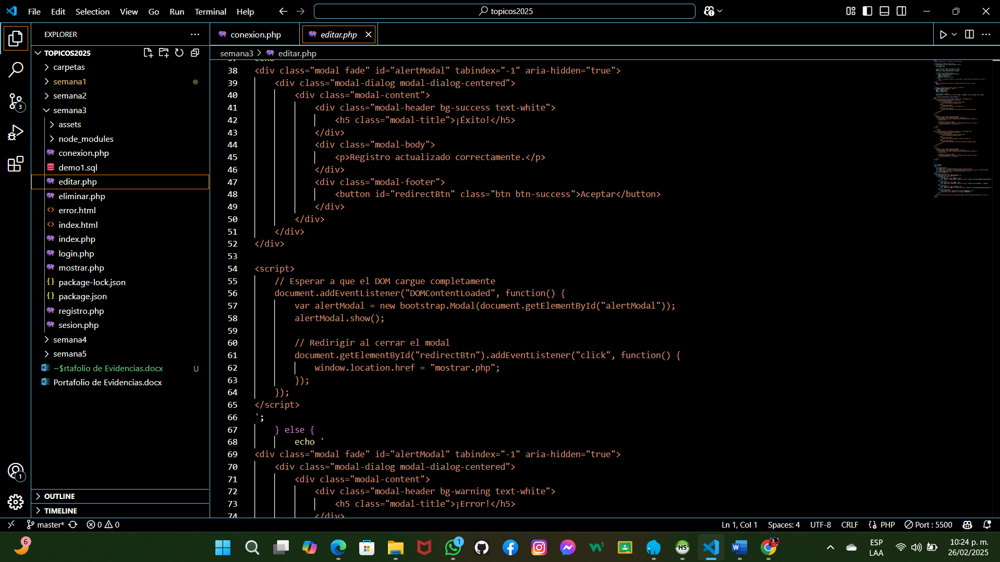 File Edit Selection View Go Run Terminal Help
topicos2025
EXPLORER
conexion.php
editar.php
TOPICOS2025
semana3 > editar.php
carpetas
semana1
semana2
semana3
assets
node_modules
conexion.php
demo1.sql
editar.php
eliminar.php
error.html
index.html
index.php
login.php
mostrar.php
package-lock.json
package.json
registro.php
sesion.php
semana4
semana5
~$rtafolio de Evidencias.docx U
Portafolio de Evidencias.docx
OUTLINE
TIMELINE
3
1
38 <div class="modal fade" id="alertModal" tabindex="-1" aria-hidden="true">
39 <div class="modal-dialog modal-dialog-centered">
40 <div class="modal-content">
41 <div class="modal-header bg-success text-white">
42 <h5 class="modal-title">¡Éxito!</h5>
43 </div>
44 <div class="modal-body">
45 <p>Registro actualizado correctamente.</p>
46 </div>
47 <div class="modal-footer">
48 <button id="redirectBtn" class="btn btn-success">Aceptar</button>
49 </div>
50 </div>
51 </div>
52 </div>
53
54 <script>
55 // Esperar a que el DOM cargue completamente
56 document.addEventListener("DOMContentLoaded", function() {
57 var alertModal = new bootstrap.Modal(document.getElementById("alertModal"));
58 alertModal.show();
59
60 // Redirigir al cerrar el modal
61 document.getElementById("redirectBtn").addEventListener("click", function() {
62 window.location.href = "mostrar.php";
63 });
64 });
65 </script>
66 ';
67 } else {
68 echo '
69 <div class="modal fade" id="alertModal" tabindex="-1" aria-hidden="true">
70 <div class="modal-dialog modal-dialog-centered">
71 <div class="modal-content">
72 <div class="modal-header bg-warning text-white">
73 <h5 class="modal-title">¡Error!</h5>
74 </div>
master* 0 0
Ln 1, Col 1 Spaces: 4 UTF-8 CRLF {} PHP Port : 5500
6
1
HS
ESP
LAA
10:24 p. m.
26/02/2025